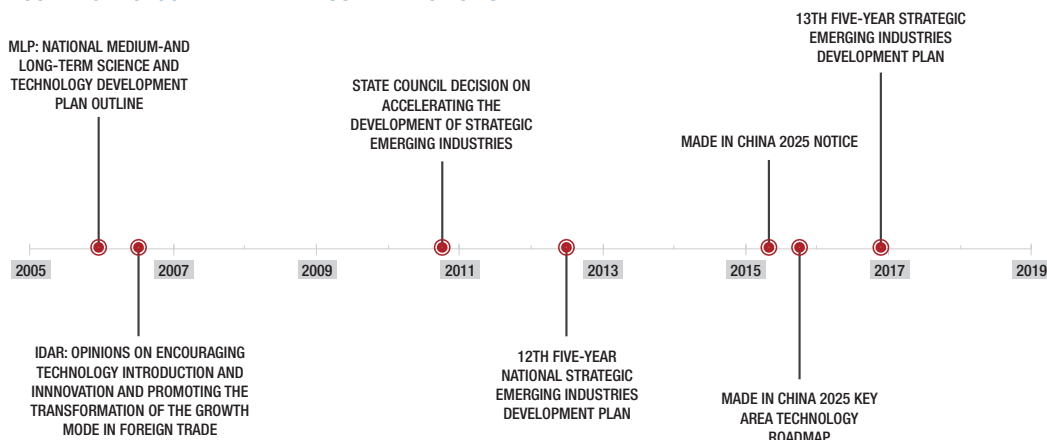 MLP: NATIONAL MEDIUM-AND
LONG-TERM SCIENCE AND
TECHNOLOGY DEVELOPMENT
PLAN OUTLINE
STATE COUNCIL DECISION ON
ACCELERATING THE
DEVELOPMENT OF STRATEGIC
EMERGING INDUSTRIES
MADE IN CHINA 2025 NOTICE
13TH FIVE-YEAR STRATEGIC
EMERGING INDUSTRIES
DEVELOPMENT PLAN
2005
2007
2009
2011
2013
2015
2017
2019
IDAR: OPINIONS ON ENCOURAGING
TECHNOLOGY INTRODUCTION AND
INNNOVATION AND PROMOTING THE
TRANSFORMATION OF THE GROWTH
MODE IN FOREIGN TRADE
12TH FIVE-YEAR
NATIONAL STRATEGIC
EMERGING INDUSTRIES
DEVELOPMENT PLAN
MADE IN CHINA 2025 KEY
AREA TECHNOLOGY
ROADMAP